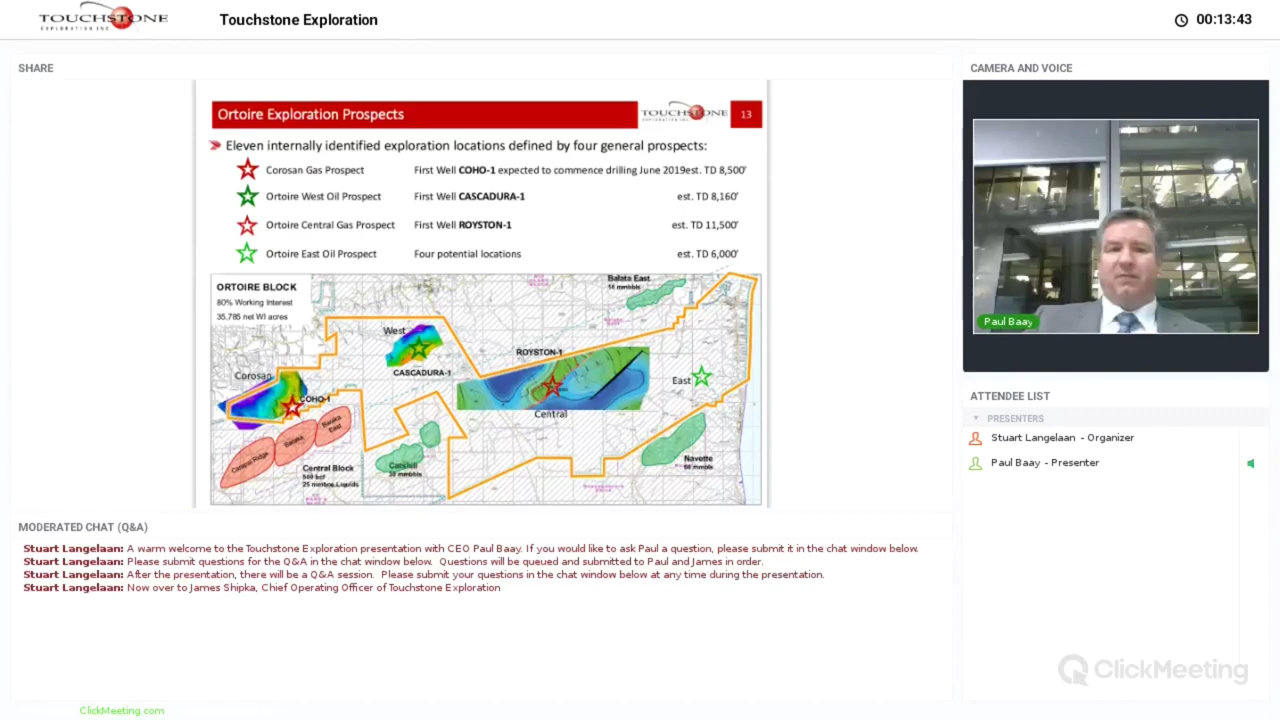 TOUCHSTONE
EXPLORATION INC.
Touchstone Exploration
00:13:43
SHARE
Ortoire Exploration Prospects
TOUCHSTONE
EXPLORATION INC.
13
Eleven internally identified exploration locations defined by four general prospects:
Corosan Gas Prospect First Well COHO-1 expected to commence drilling June 2019est. TD 8,500'
Ortoire West Oil Prospect First Well CASCADURA-1 est. TD 8,160'
Ortoire Central Gas Prospect First Well ROYSTON-1 est. TD 11,500'
Ortoire East Oil Prospect Four potential locations est. TD 6,000'
ORTOIRE BLOCK
80% Working Interest
35,785 net WI acres
Balata East
West
ROYSTON-1
CASCADURA-1
Corosan
East
COHO-1
Central
Baraka East
Baraka
Central Ridge
Catshill
Navette
Central Block
25 mmboe Liquids
MODERATED CHAT (Q&A)
Stuart Langelaan: A warm welcome to the Touchstone Exploration presentation with CEO Paul Baay. If you would like to ask Paul a question, please submit it in the chat window below.
Stuart Langelaan: Please submit questions for the Q&A in the chat window below. Questions will be queued and submitted to Paul and James in order.
Stuart Langelaan: After the presentation, there will be a Q&A session. Please submit your questions in the chat window below at any time during the presentation.
Stuart Langelaan: Now over to James Shipka, Chief Operating Officer of Touchstone Exploration
ClickMeeting.com
CAMERA AND VOICE
Paul Baay
ATTENDEE LIST
PRESENTERS
Stuart Langelaan - Organizer
Paul Baay - Presenter
ClickMeeting